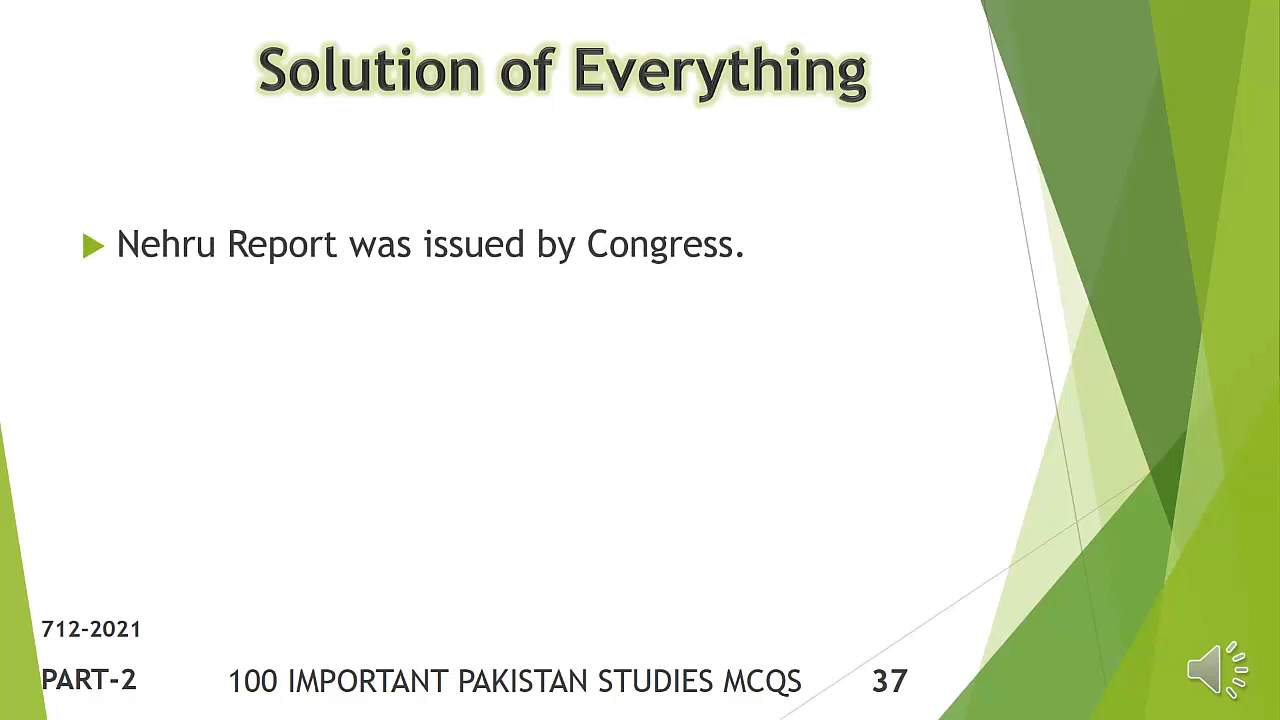 Solution of Everything
Nehru Report was issued by Congress.
712-2021
PART-2 100 IMPORTANT PAKISTAN STUDIES MCQS 37